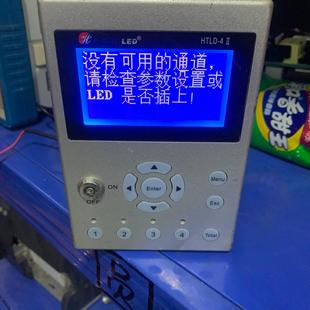 LED® HTLD-4 II
没有可用的通道,
请检查参数设置或
LED 是否插上!
ON
OFF
Enter
Menu
Esc
1 2 3 4 Total